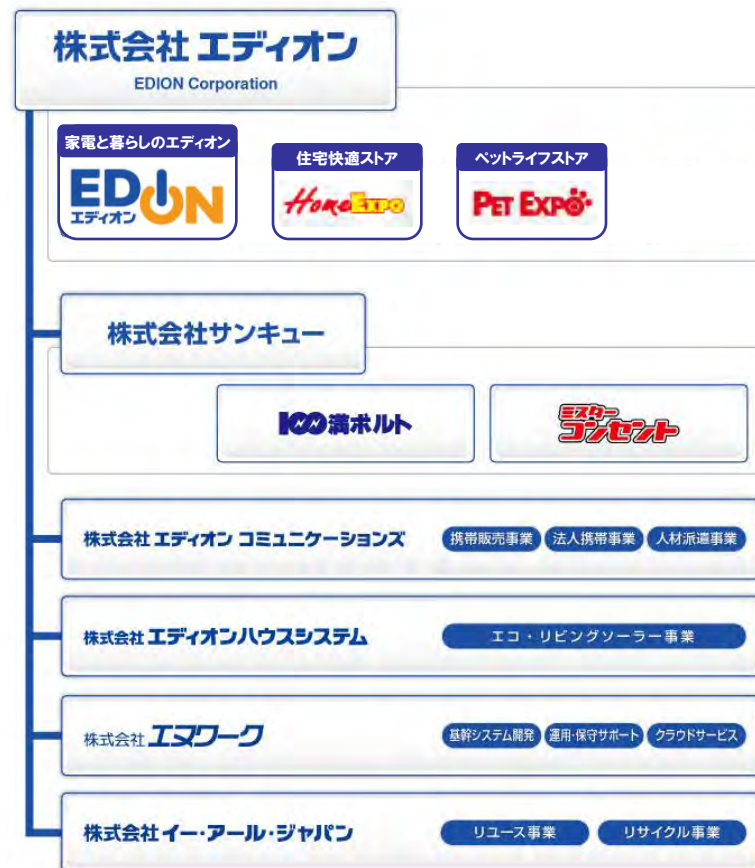 株式会社 エディオン
EDION Corporation
家電と暮らしのエディオン
EDION
エディオン
住宅快適ストア
HomeExpo
ペットライフストア
PET EXPO
株式会社サンキュー
100満ボルト
ミスターコンセント
株式会社 エディオン コミュニケーションズ 携帯販売事業 法人携帯事業 人材派遣事業
株式会社 エディオンハウスシステム エコ・リビングソーラー事業
株式会社 エヌワーク 基幹システム開発 運用・保守サポート クラウドサービス
株式会社 イー・アール・ジャパン リユース事業 リサイクル事業